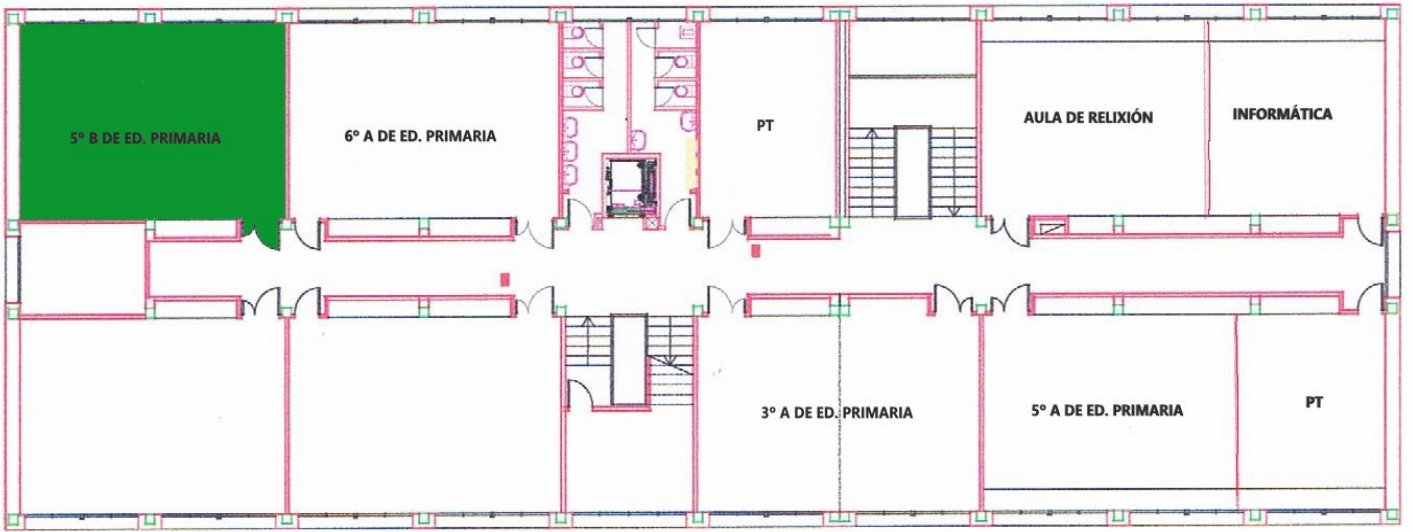 5º B DE ED. PRIMARIA
6º A DE ED. PRIMARIA
PT
AULA DE RELIXIÓN
INFORMÁTICA
3º A DE ED. PRIMARIA
5º A DE ED. PRIMARIA
PT